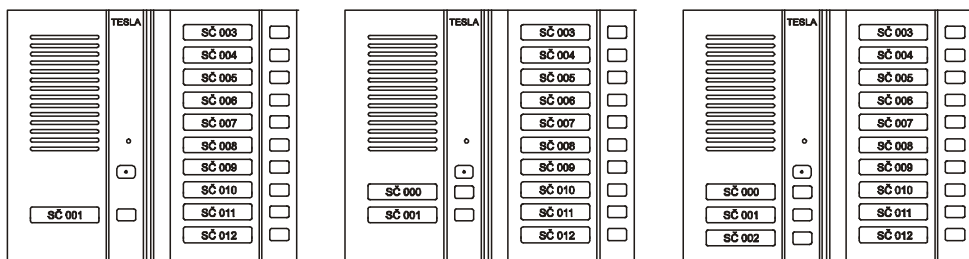 TESLA
SČ 003
SČ 004
SČ 005
SČ 006
SČ 007
SČ 008
SČ 009
SČ 010
SČ 001
SČ 011
SČ 012
TESLA
SČ 003
SČ 004
SČ 005
SČ 006
SČ 007
SČ 008
SČ 009
SČ 000
SČ 010
SČ 001
SČ 011
SČ 012
TESLA
SČ 003
SČ 004
SČ 005
SČ 006
SČ 007
SČ 008
SČ 009
SČ 000
SČ 010
SČ 001
SČ 011
SČ 002
SČ 012